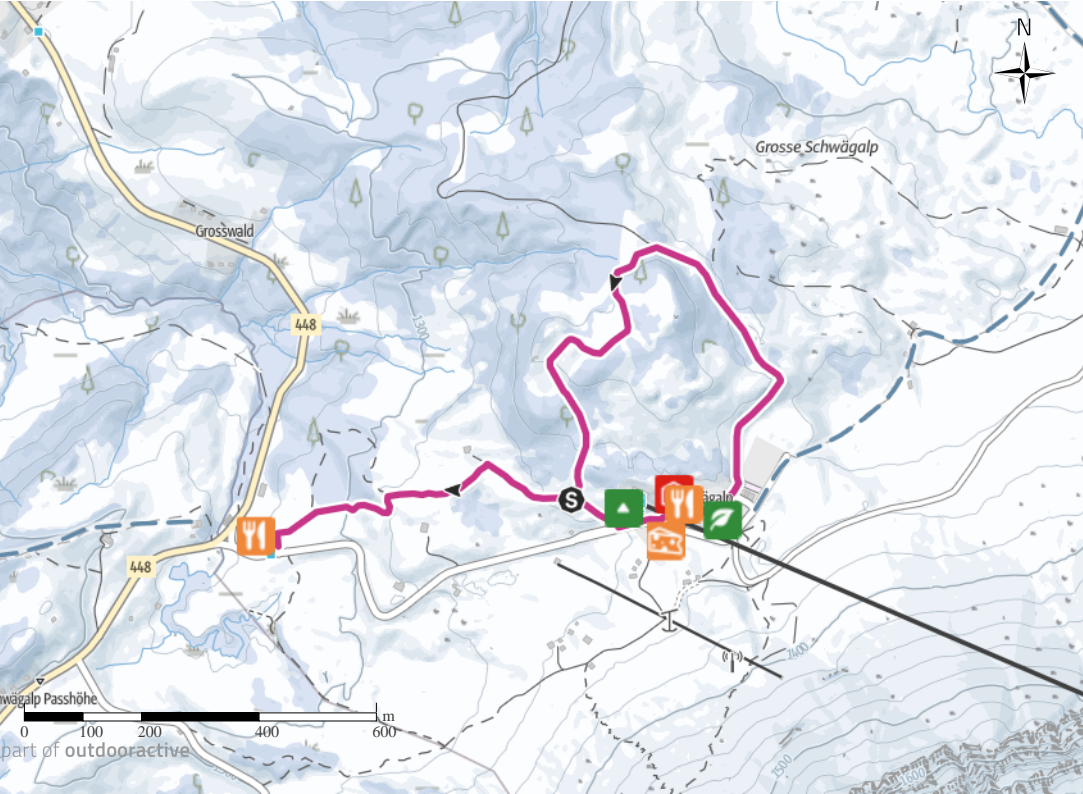 N
Grosse Schwägalp
Grosswald
448
1300
S
ägalp
448
1400
wägalp Passhöhe
m
0 100 200 400 600
part of outdooractive
1500
1600